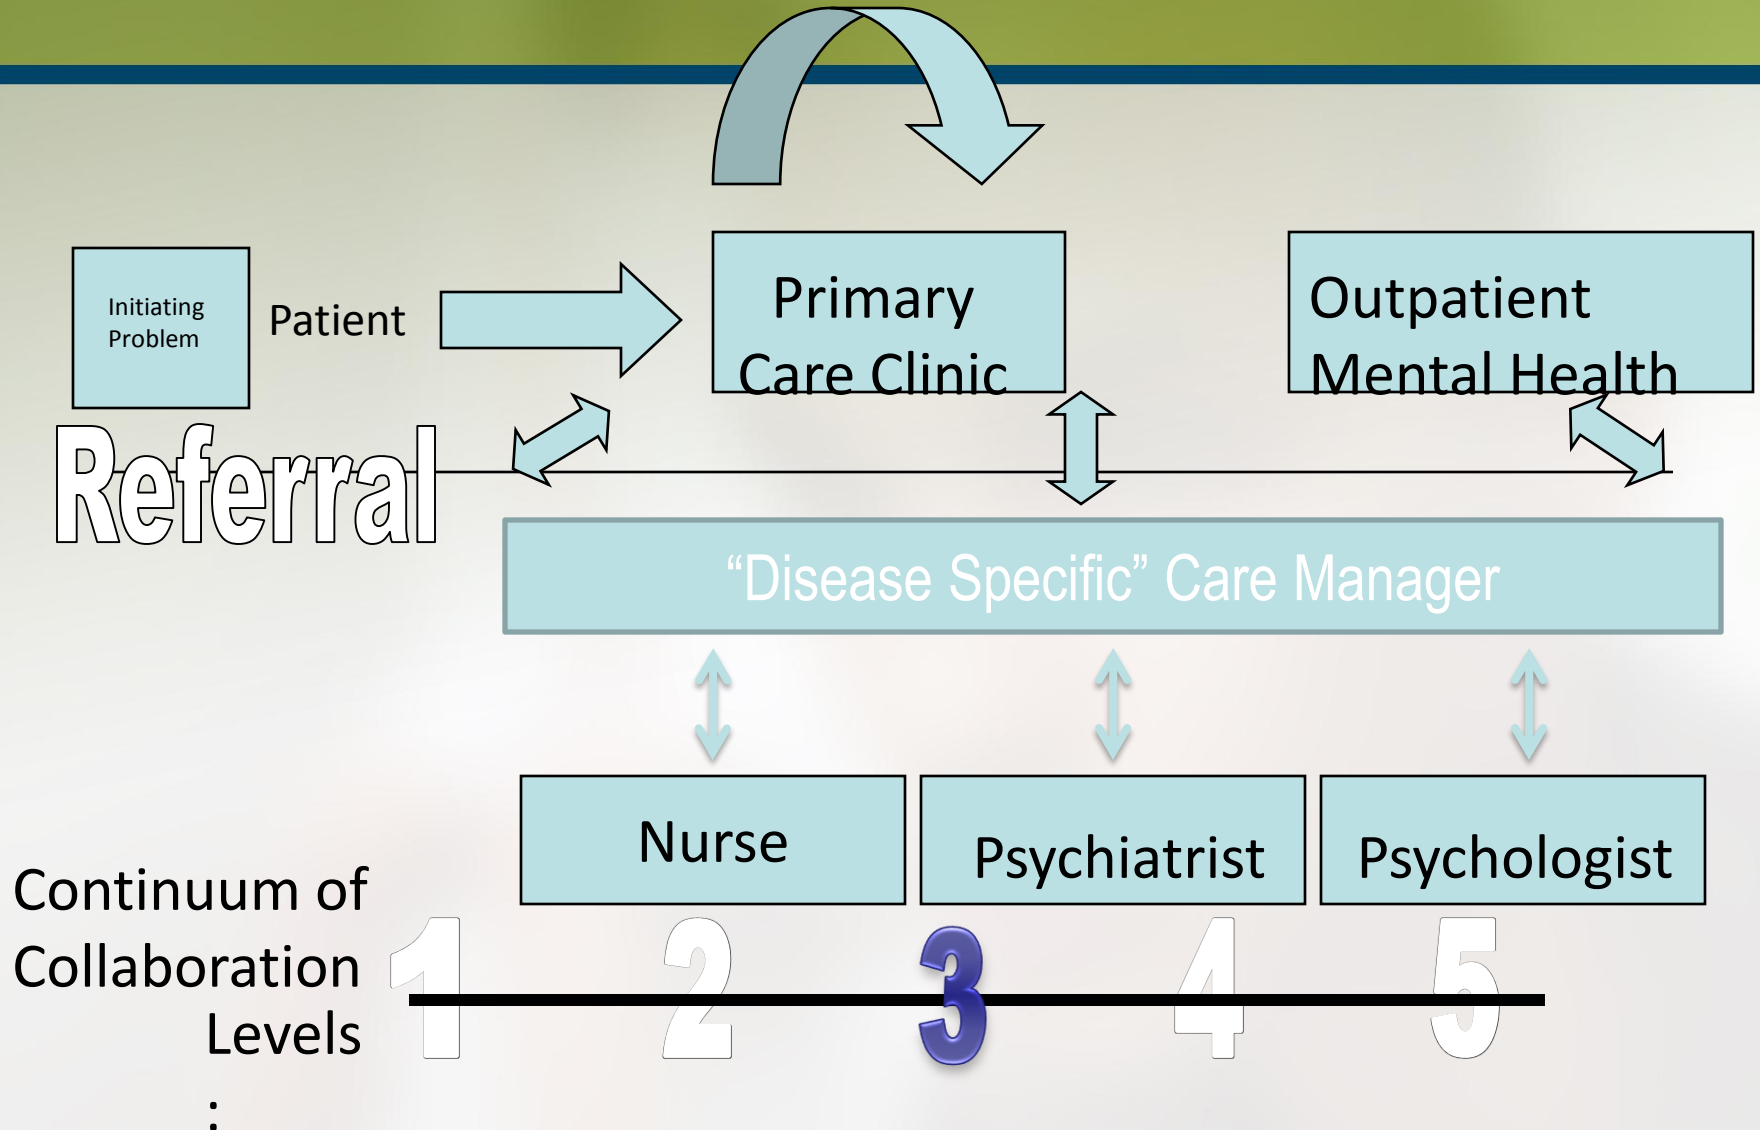 Initiating
Problem
Patient
Primary
Care Clinic
Outpatient
Mental Health
Referral
“Disease Specific” Care Manager
Nurse
Psychiatrist
Psychologist
Continuum of
Collaboration
Levels
:
1 2 3 4 5